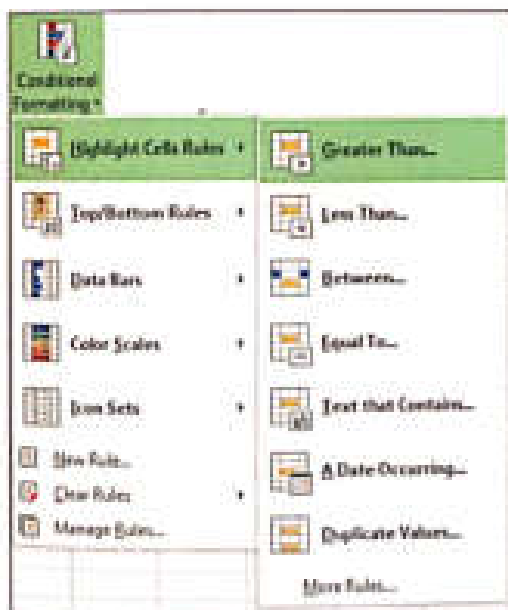 Conditional
Formatting
Highlight Cells Rules
Top/Bottom Rules
Data Bars
Color Scales
Icon Sets
New Rule...
Clear Rules
Manage Rules...
Greater Than...
Less Than...
Between...
Equal To...
Text that Contains...
A Date Occurring...
Duplicate Values...
More Rules...